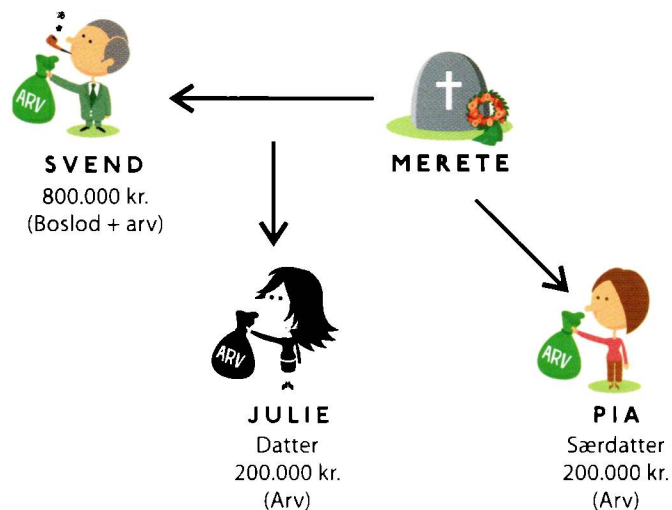 ARV
SVEND
800.000 kr.
(Boslod + arv)
MERETE
ARV
JULIE
Datter
200.000 kr.
(Arv)
ARV
PIA
Særdatter
200.000 kr.
(Arv)